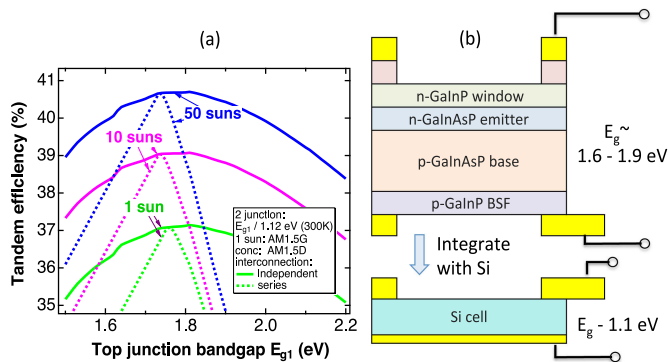 (a)
Tandem efficiency (%)
41
40
39
38
37
36
35
50 suns
10 suns
1 sun
2 junction:
Eg1 / 1.12 eV (300K)
1 sun: AM1.5G
conc: AM1.5D
interconnection:
Independent
series
1.6
1.8
2.0
2.2
Top junction bandgap Eg1 (eV)
(b)
n-GaInP window
n-GaInAsP emitter
p-GaInAsP base
p-GaInP BSF
Eg~
1.6 - 1.9 eV
Integrate
with Si
Si cell
Eg - 1.1 eV